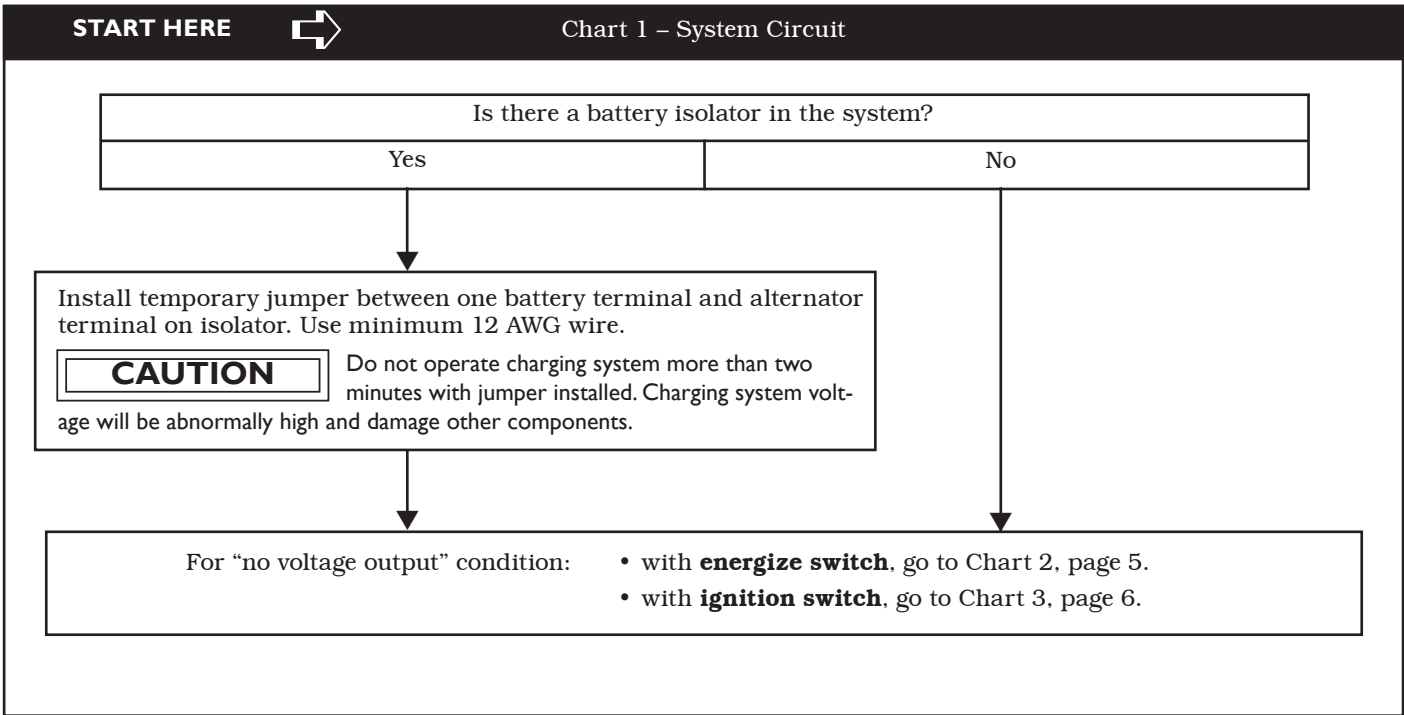 START HERE
Chart 1 – System Circuit
Is there a battery isolator in the system?
Yes
No
Install temporary jumper between one battery terminal and alternator
terminal on isolator. Use minimum 12 AWG wire.
CAUTION
Do not operate charging system more than two
minutes with jumper installed. Charging system volt-
age will be abnormally high and damage other components.
For “no voltage output” condition:
• with energize switch, go to Chart 2, page 5.
• with ignition switch, go to Chart 3, page 6.